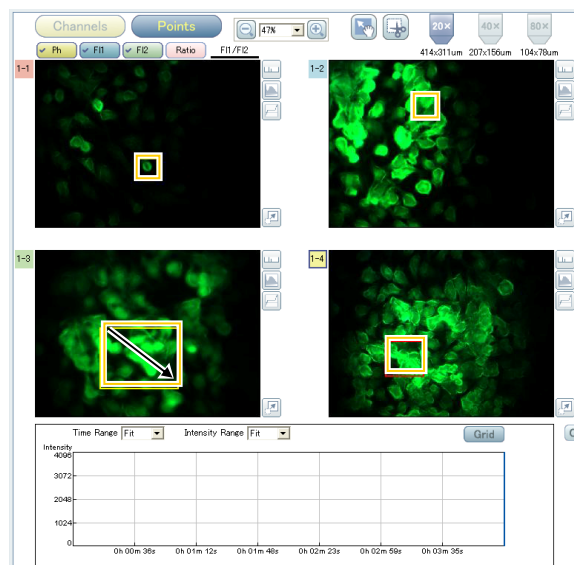 Channels Points 47% 20× 40× 80×
414x311um 207x156um 104x78um
Ph Fl1 Fl2 Ratio Fl1/Fl2
1-1
1-2
1-3
1-4
Time Range Fit Intensity Range Fit Grid
Intensity
4096
3072
2048
1024
0
0h 00m 36s 0h 01m 12s 0h 01m 48s 0h 02m 23s 0h 02m 59s 0h 03m 35s